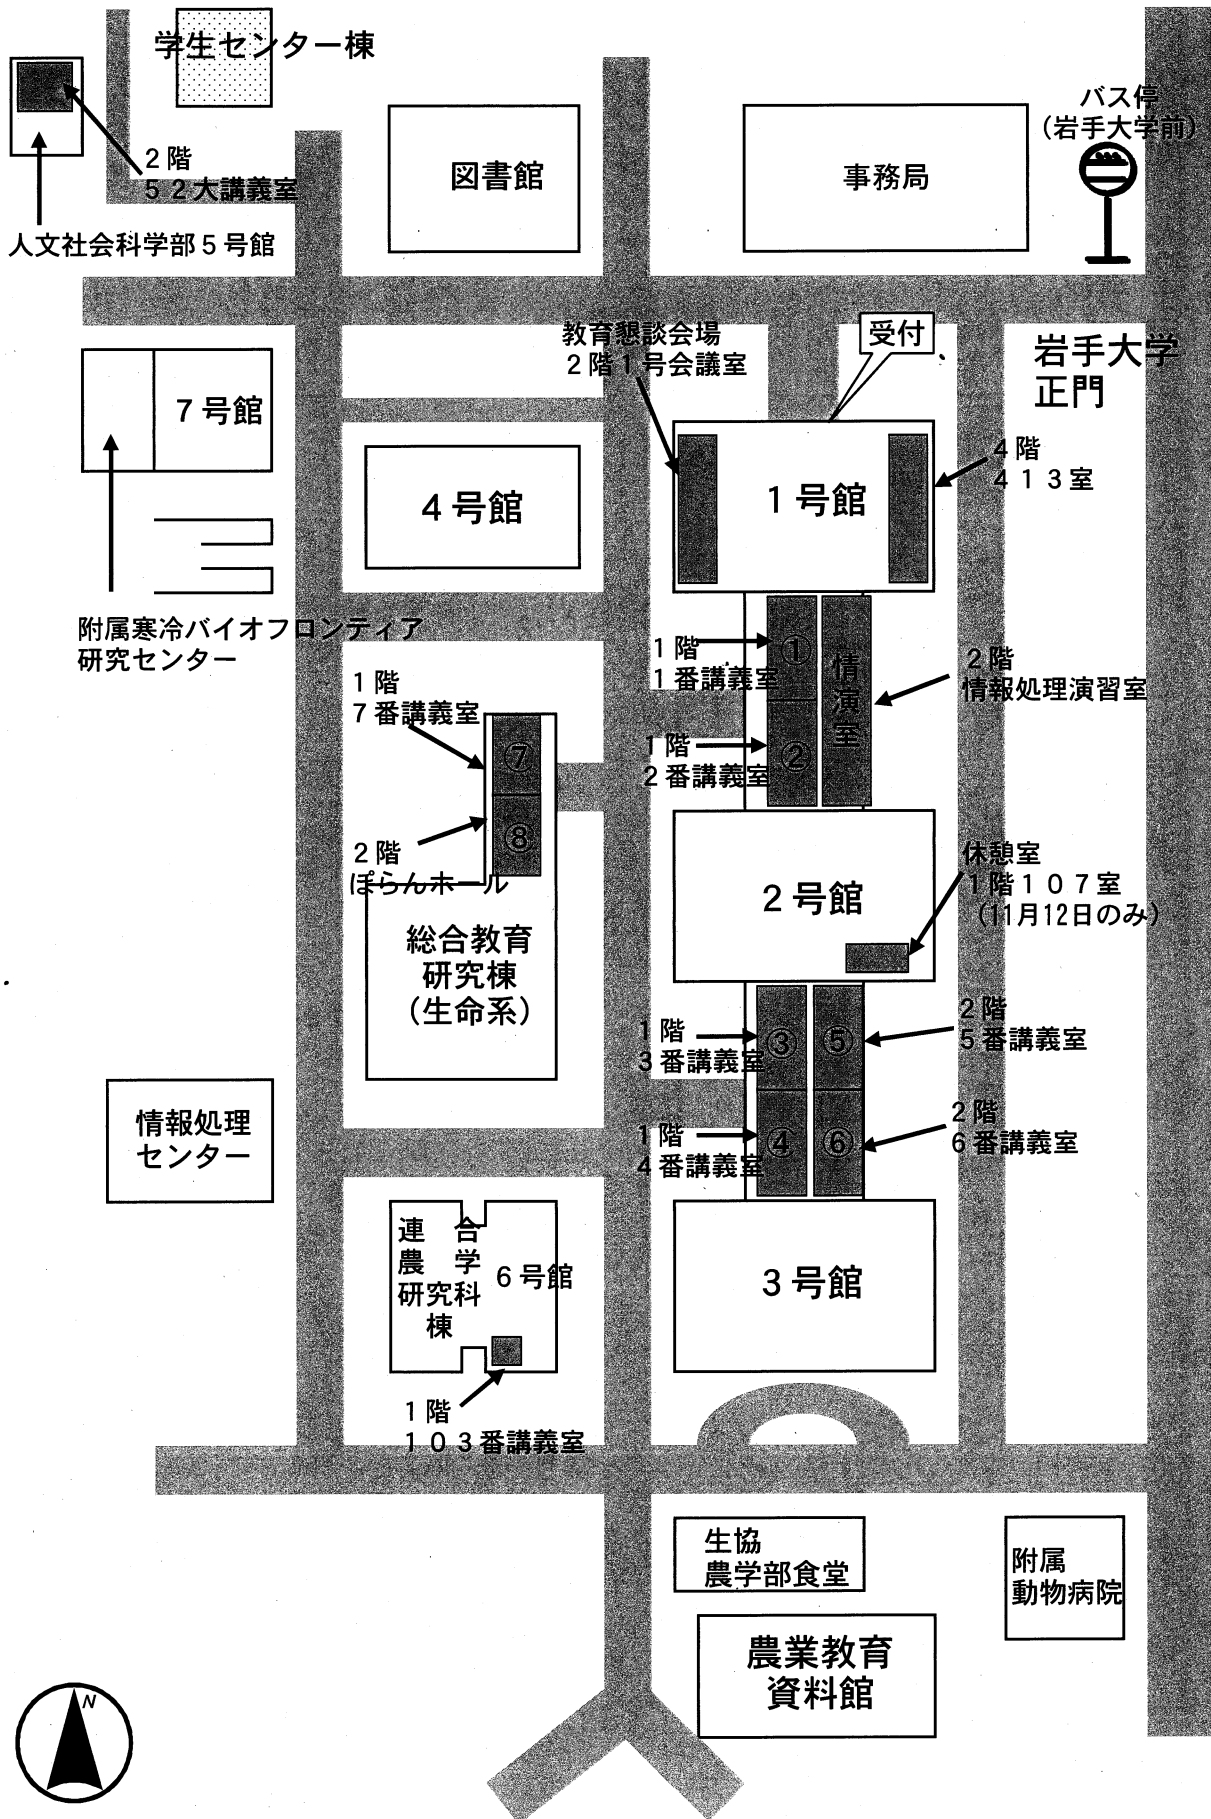 学生センター棟
２階
５２大講義室
人文社会科学部５号館
図書館
事務局
バス停
（岩手大学前）
教育懇談会場
２階１号会議室
受付
岩手大学
正門
７号館
４号館
１号館
４階
４１３室
附属寒冷バイオフロンティア
研究センター
１階
１番講義室
①
情演室
２階
情報処理演習室
１階
２番講義室
②
１階
７番講義室
⑦
⑧
２階
ぽらんホール
総合教育
研究棟
（生命系）
２号館
休憩室
１階１０７室
（11月12日のみ）
１階
３番講義室
③
⑤
２階
５番講義室
１階
４番講義室
④
⑥
２階
６番講義室
情報処理
センター
連 合
農 学
研究科
棟
６号館
３号館
１階
１０３番講義室
生協
農学部食堂
附属
動物病院
農業教育
資料館
N